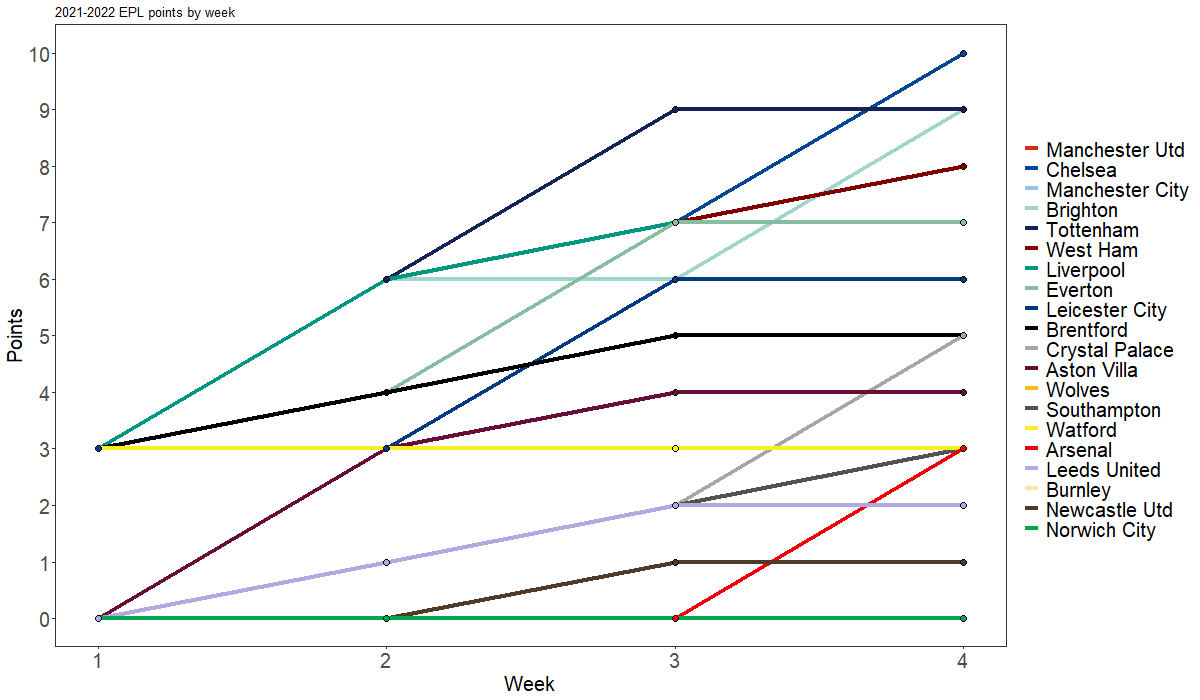 2021-2022 EPL points by week
10
9
8
7
6
5
4
3
2
1
0
Points
1 2 3 4
Week
Manchester Utd
Chelsea
Manchester City
Brighton
Tottenham
West Ham
Liverpool
Everton
Leicester City
Brentford
Crystal Palace
Aston Villa
Wolves
Southampton
Watford
Arsenal
Leeds United
Burnley
Newcastle Utd
Norwich City